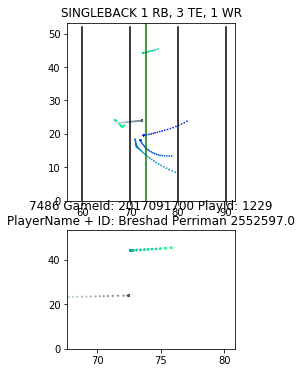 SINGLEBACK 1 RB, 3 TE, 1 WR
50
40
30
20
10
0
60 70 80 90
7486 GameId: 2017091700 PlayId: 1229
PlayerName + ID: Breshad Perriman 2552597.0
40
20
0
70 75 80